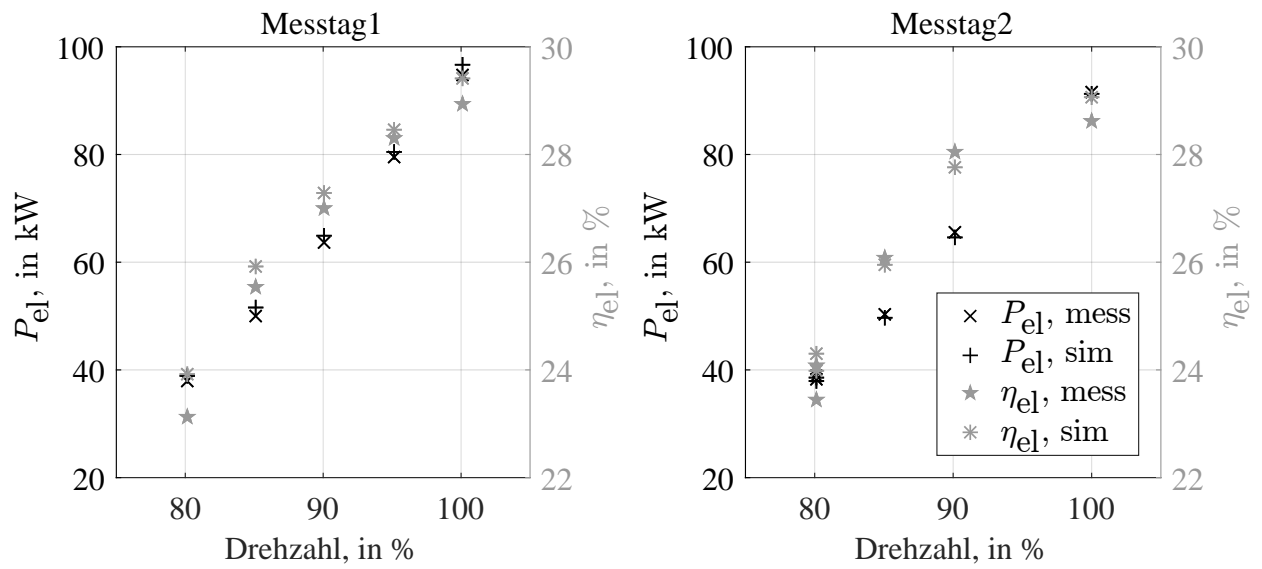 Messtag1
100
80
60
40
20
P_el, in kW
30
28
26
24
22
η_el, in %
80 90 100
Drehzahl, in %
Messtag2
100
80
60
40
20
P_el, in kW
30
28
26
24
22
η_el, in %
80 90 100
Drehzahl, in %
P_el, mess
P_el, sim
η_el, mess
η_el, sim